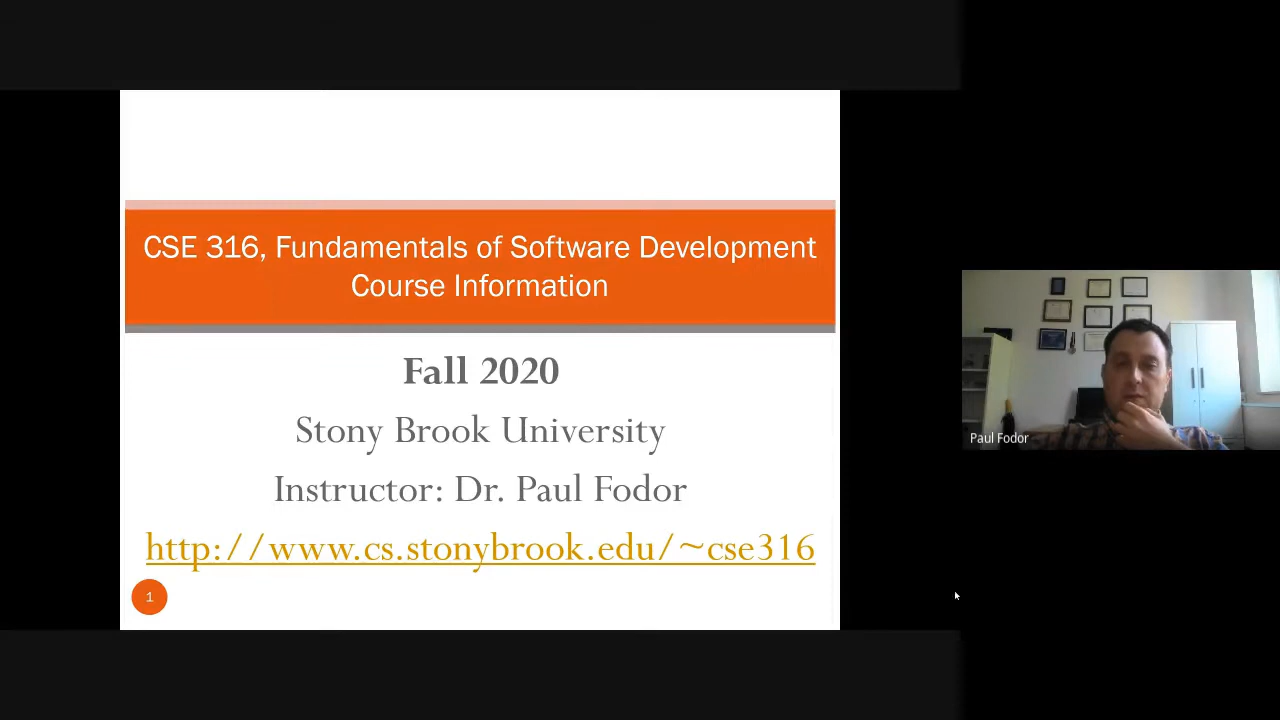 CSE 316, Fundamentals of Software Development
Course Information
Fall 2020
Stony Brook University
Instructor: Dr. Paul Fodor
http://www.cs.stonybrook.edu/~cse316
1
Paul Fodor